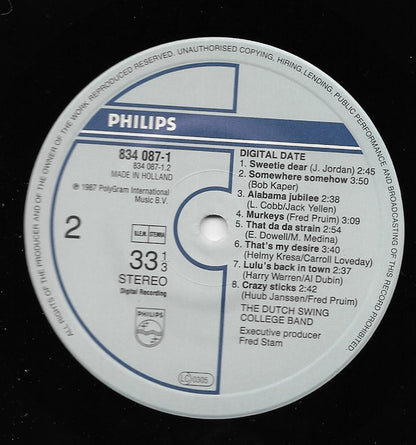 ALL RIGHTS OF THE PRODUCER AND OF THE OWNER OF THE WORK REPRODUCED RESERVED. UNAUTHORISED COPYING, HIRING, LENDING, PUBLIC PERFORMANCE AND BROADCASTING OF THIS RECORD PROHIBITED.
PHILIPS
834 087-1
834 087-1.2
MADE IN HOLLAND
℗ 1987 PolyGram International
Music B.V.
2
B.I.E.M. STEMRA
33 1/3
STEREO
Digital Recording
PHILIPS
LC 0305
DIGITAL DATE
1. Sweetie dear (J. Jordan) 2:45
2. Somewhere somehow 3:50
(Bob Kaper)
3. Alabama jubilee 2:38
(L. Cobb/Jack Yellen)
4. Murkeys (Fred Pruim) 3:09
5. That da da strain 2:54
(E. Dowell/M. Medina)
6. That's my desire 3:40
(Helmy Kresa/Carroll Loveday)
7. Lulu's back in town 2:37
(Harry Warren/Al Dubin)
8. Crazy sticks 2:42
(Huub Janssen/Fred Pruim)
THE DUTCH SWING
COLLEGE BAND
Executive producer
Fred Stam